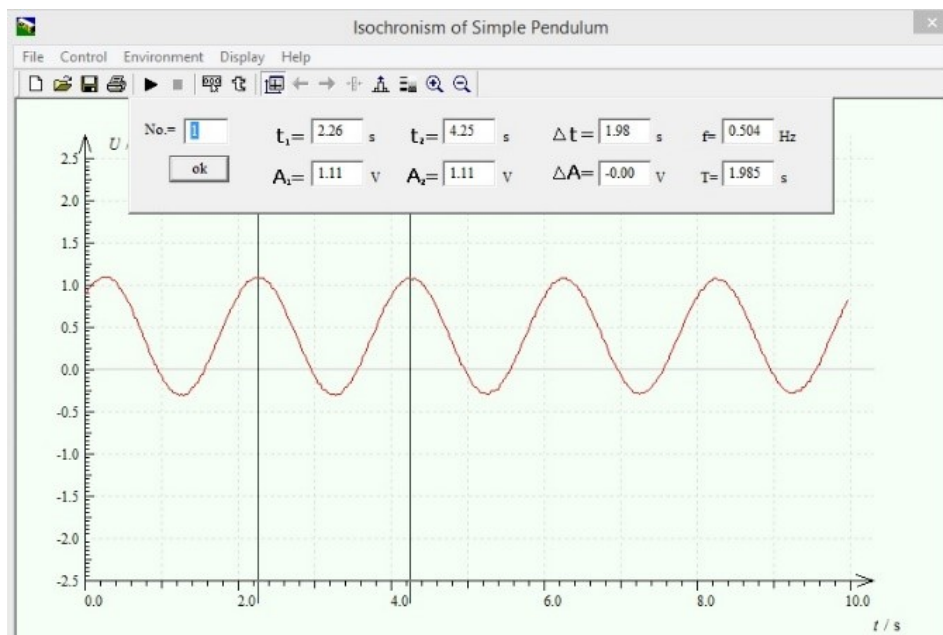 Isochronism of Simple Pendulum
File Control Environment Display Help
No.= 1 t₁= 2.26 s t₂= 4.25 s Δt= 1.98 s f= 0.504 Hz
ok A₁= 1.11 V A₂= 1.11 V ΔA= -0.00 V T= 1.985 s
U /
2.5
2.0
1.5
1.0
0.5
0.0
-0.5
-1.0
-1.5
-2.0
-2.5
0.0 2.0 4.0 6.0 8.0 10.0
t / s